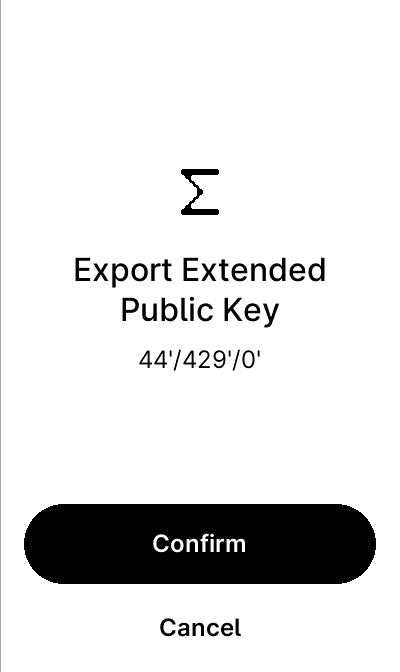 Σ
Export Extended
Public Key
44'/429'/0'
Confirm
Cancel